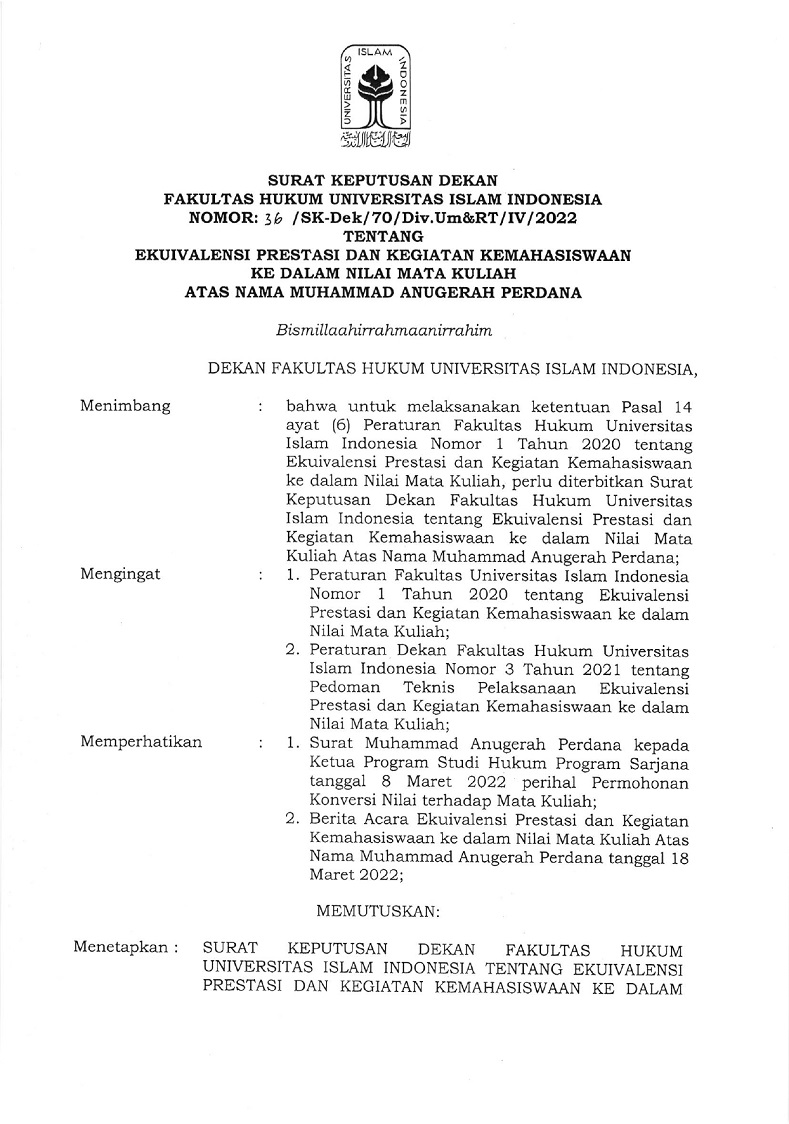 UNIVERSITAS ISLAM INDONESIA
SURAT KEPUTUSAN DEKAN
FAKULTAS HUKUM UNIVERSITAS ISLAM INDONESIA
NOMOR: 36 /SK-Dek/70/Div.Um&RT/IV/2022
TENTANG
EKUIVALENSI PRESTASI DAN KEGIATAN KEMAHASISWAAN
KE DALAM NILAI MATA KULIAH
ATAS NAMA MUHAMMAD ANUGERAH PERDANA
Bismillaahirrahmaanirrahim
DEKAN FAKULTAS HUKUM UNIVERSITAS ISLAM INDONESIA,
Menimbang : bahwa untuk melaksanakan ketentuan Pasal 14
ayat (6) Peraturan Fakultas Hukum Universitas
Islam Indonesia Nomor 1 Tahun 2020 tentang
Ekuivalensi Prestasi dan Kegiatan Kemahasiswaan
ke dalam Nilai Mata Kuliah, perlu diterbitkan Surat
Keputusan Dekan Fakultas Hukum Universitas
Islam Indonesia tentang Ekuivalensi Prestasi dan
Kegiatan Kemahasiswaan ke dalam Nilai Mata
Kuliah Atas Nama Muhammad Anugerah Perdana;
Mengingat : 1. Peraturan Fakultas Universitas Islam Indonesia
Nomor 1 Tahun 2020 tentang Ekuivalensi
Prestasi dan Kegiatan Kemahasiswaan ke dalam
Nilai Mata Kuliah;
2. Peraturan Dekan Fakultas Hukum Universitas
Islam Indonesia Nomor 3 Tahun 2021 tentang
Pedoman Teknis Pelaksanaan Ekuivalensi
Prestasi dan Kegiatan Kemahasiswaan ke dalam
Nilai Mata Kuliah;
Memperhatikan : 1. Surat Muhammad Anugerah Perdana kepada
Ketua Program Studi Hukum Program Sarjana
tanggal 8 Maret 2022 perihal Permohonan
Konversi Nilai terhadap Mata Kuliah;
2. Berita Acara Ekuivalensi Prestasi dan Kegiatan
Kemahasiswaan ke dalam Nilai Mata Kuliah Atas
Nama Muhammad Anugerah Perdana tanggal 18
Maret 2022;
MEMUTUSKAN:
Menetapkan : SURAT KEPUTUSAN DEKAN FAKULTAS HUKUM
UNIVERSITAS ISLAM INDONESIA TENTANG EKUIVALENSI
PRESTASI DAN KEGIATAN KEMAHASISWAAN KE DALAM